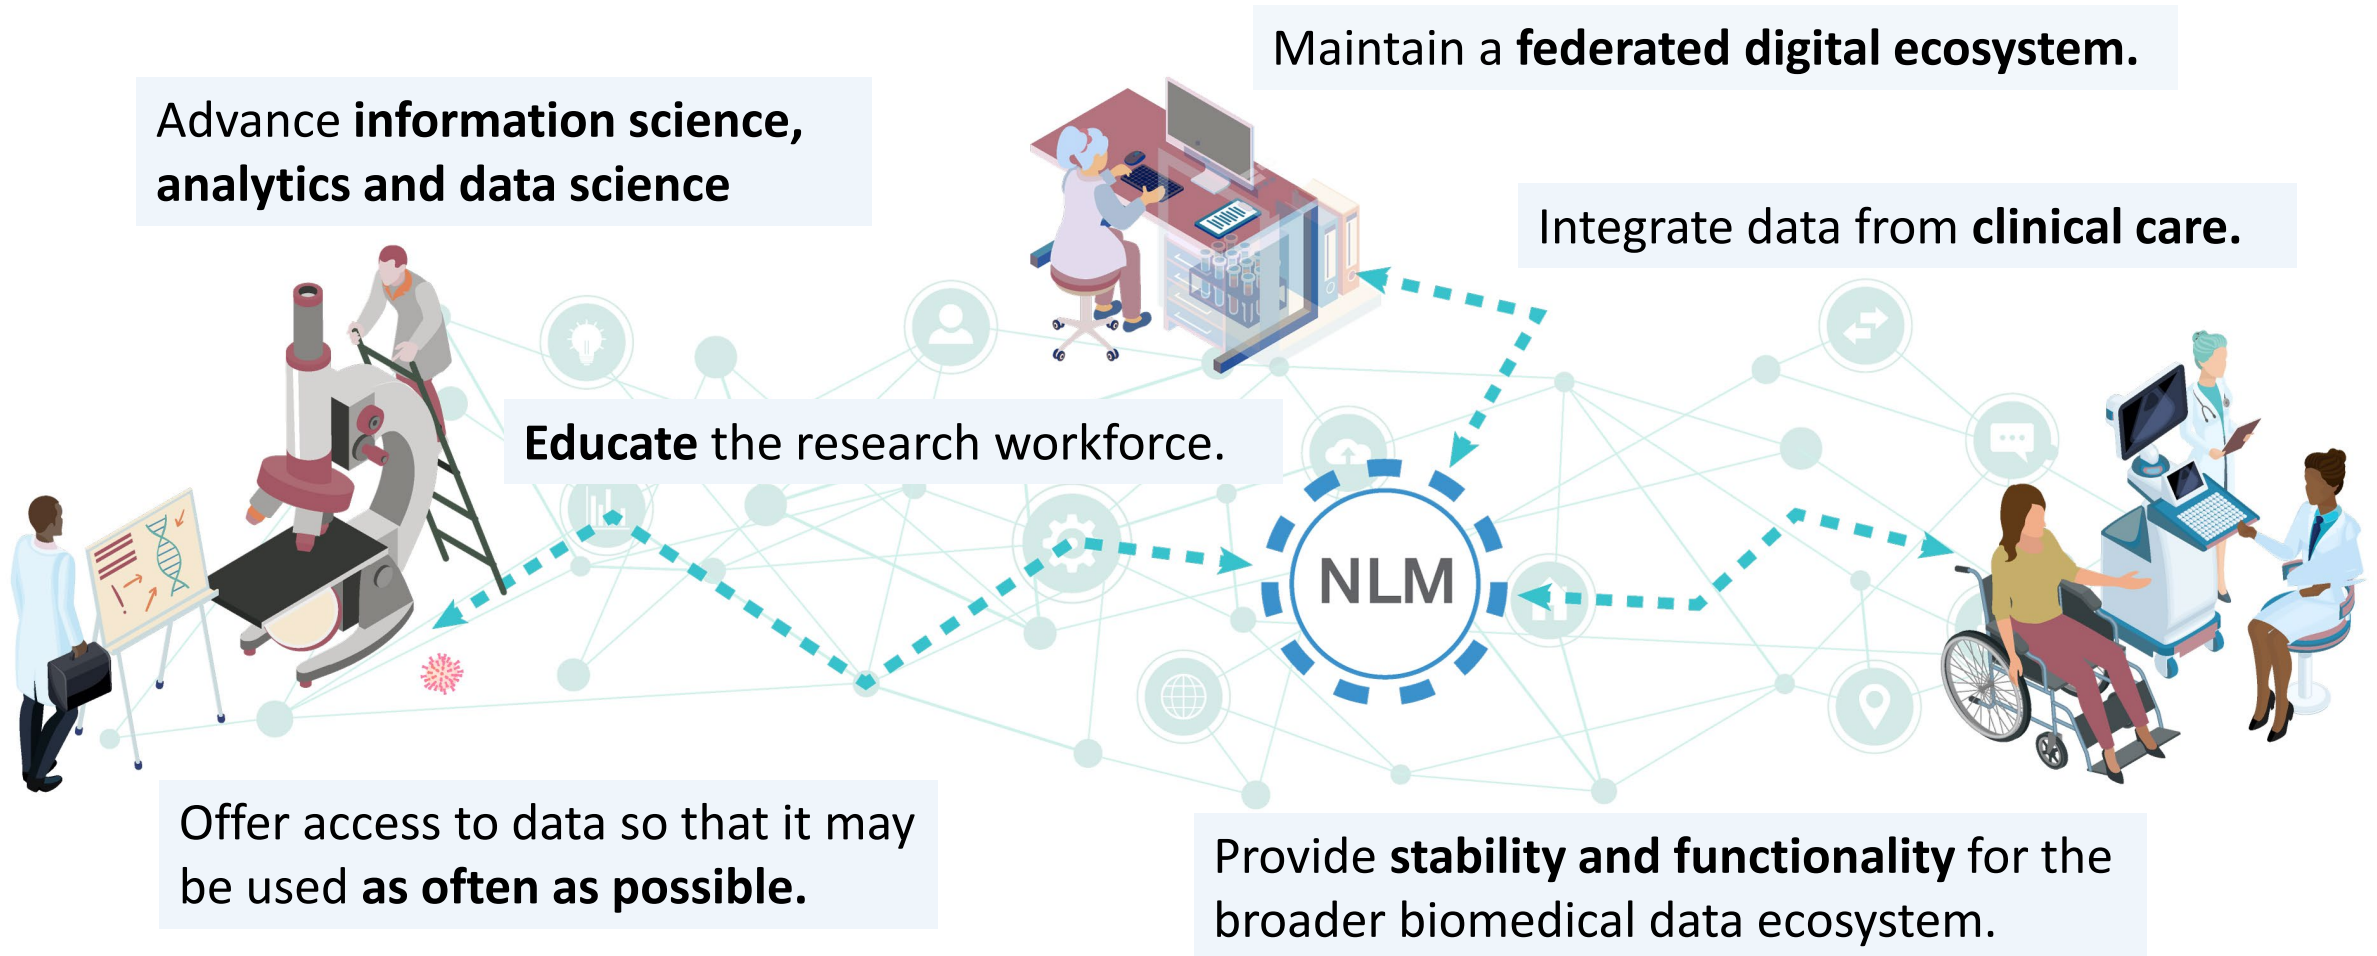 Maintain a federated digital ecosystem.
Advance information science,
analytics and data science
Integrate data from clinical care.
Educate the research workforce.
NLM
Offer access to data so that it may
be used as often as possible.
Provide stability and functionality for the
broader biomedical data ecosystem.